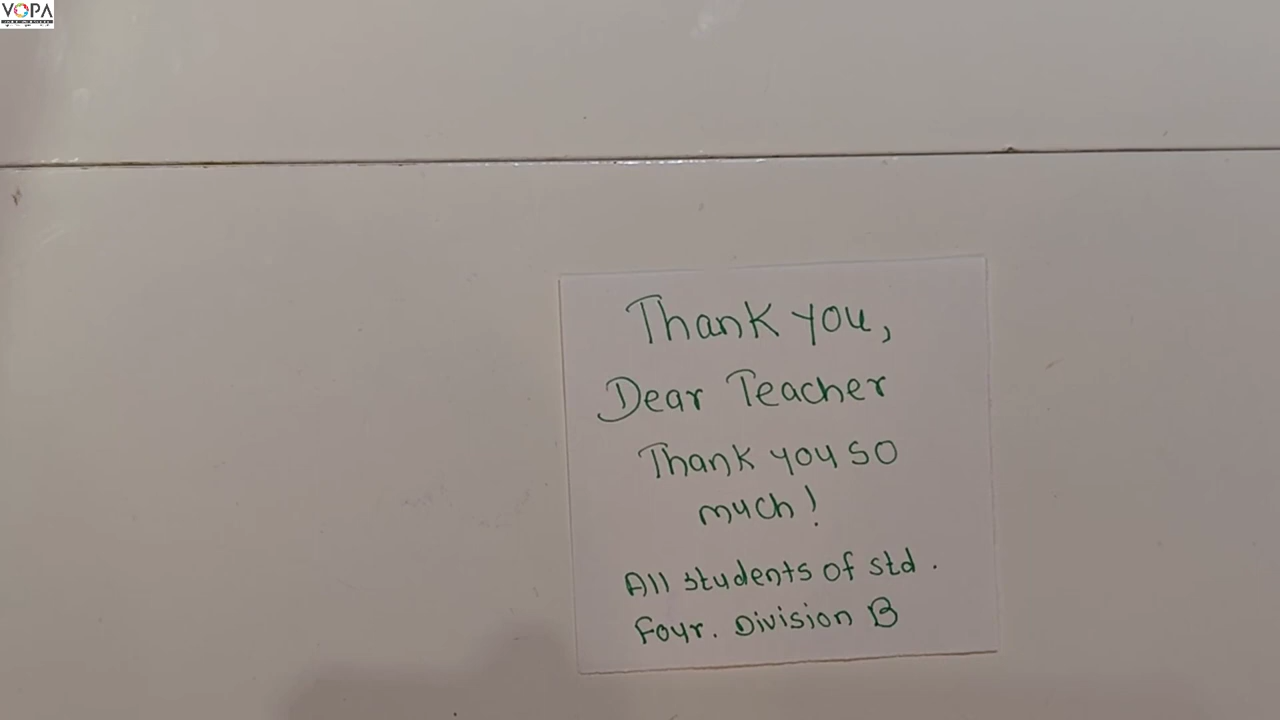 VOPA
Thank you,
Dear Teacher
Thank you so
much!
All students of std.
Four. Division B